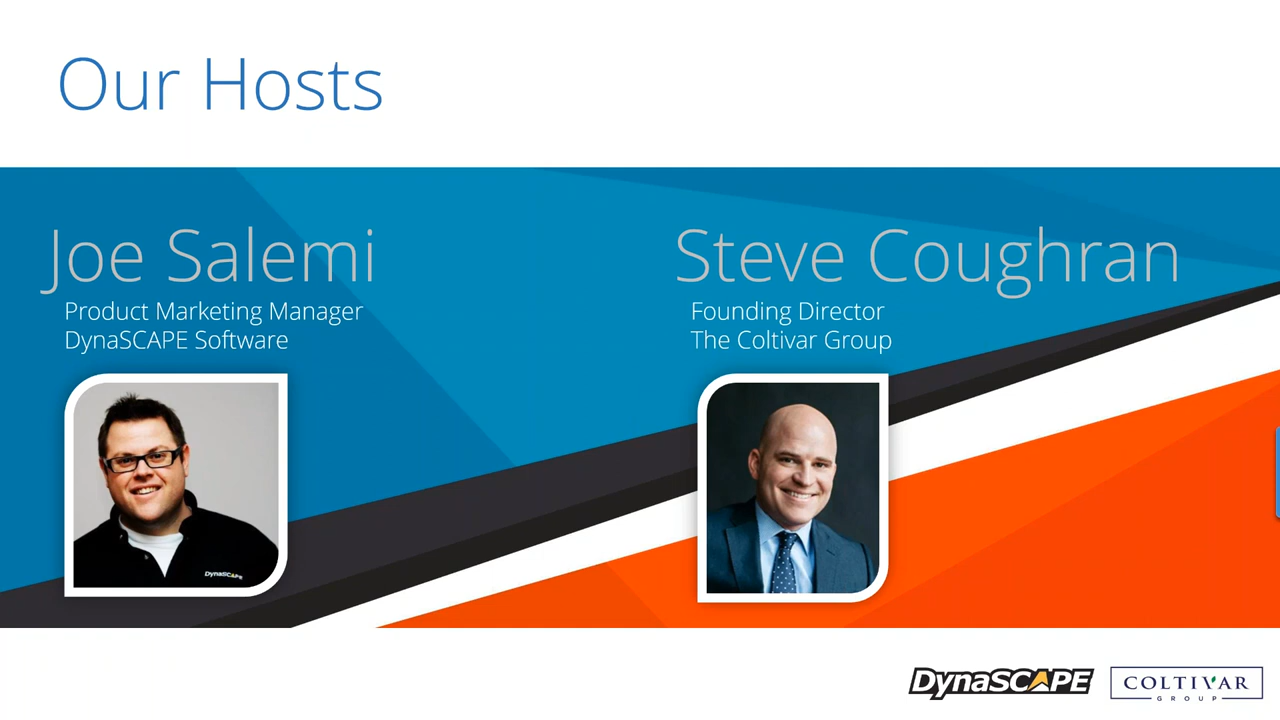 Our Hosts
Joe Salemi
Product Marketing Manager
DynaSCAPE Software
Steve Coughran
Founding Director
The Coltivar Group
DynaSCAPE
DynaSCAPE
COLTIVAR
GROUP